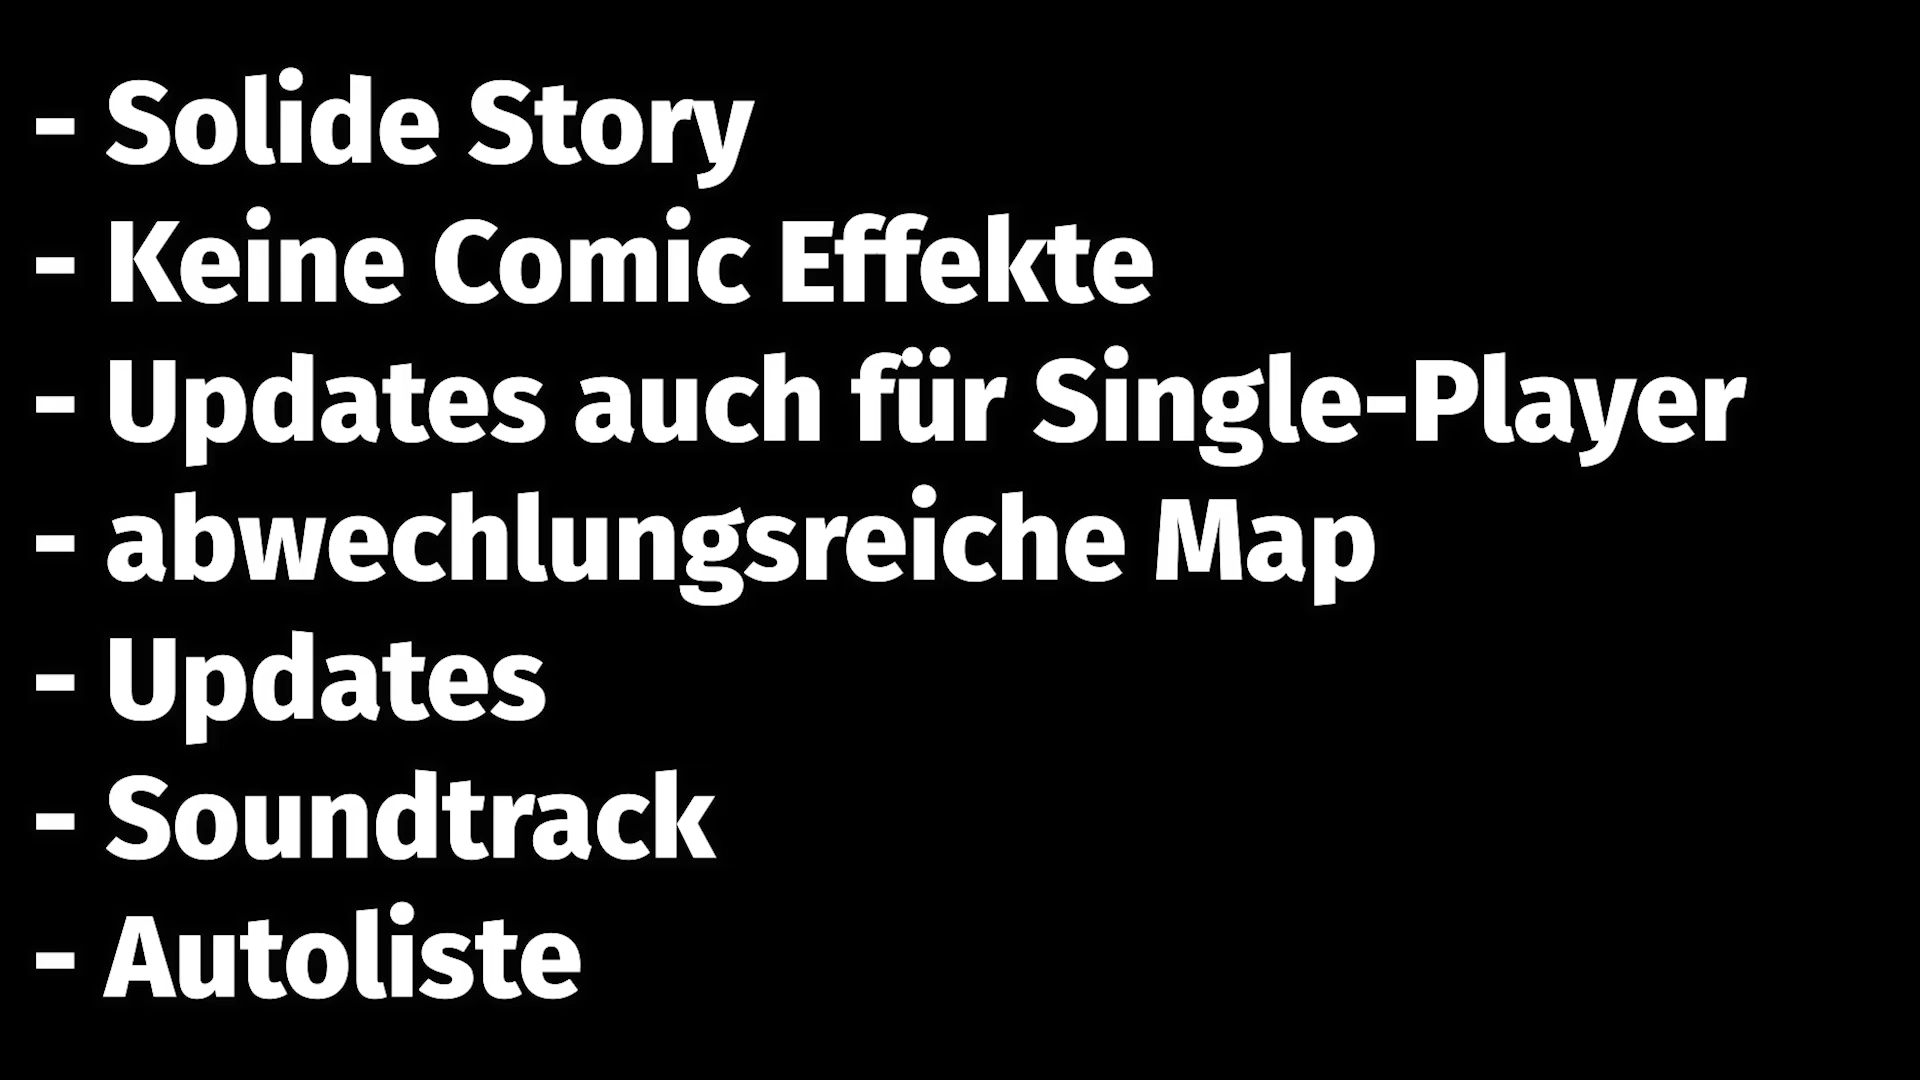 - Solide Story
- Keine Comic Effekte
- Updates auch für Single-Player
- abwechlungsreiche Map
- Updates
- Soundtrack
- Autoliste